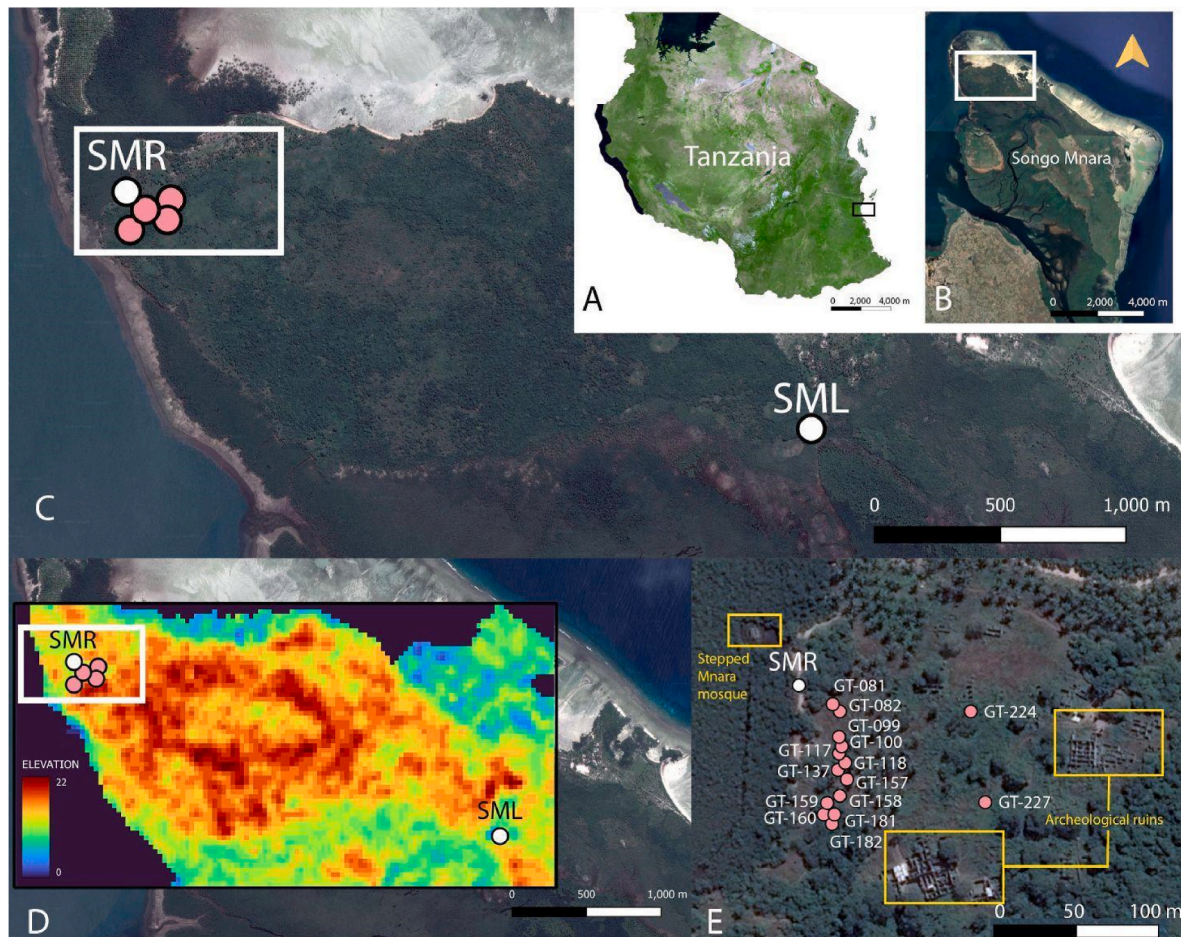 SMR
Tanzania
0 2,000 4,000 m
A
Songo Mnara
0 2,000 4,000 m
B
SML
C
0 500 1,000 m
SMR
ELEVATION
22
0
SML
0 500 1,000 m
D
Stepped
Mnara
mosque
SMR
GT-081
GT-082
GT-099
GT-100
GT-117
GT-118
GT-137
GT-157
GT-159
GT-158
GT-160
GT-181
GT-182
GT-224
GT-227
Archeological ruins
0 50 100 m
E